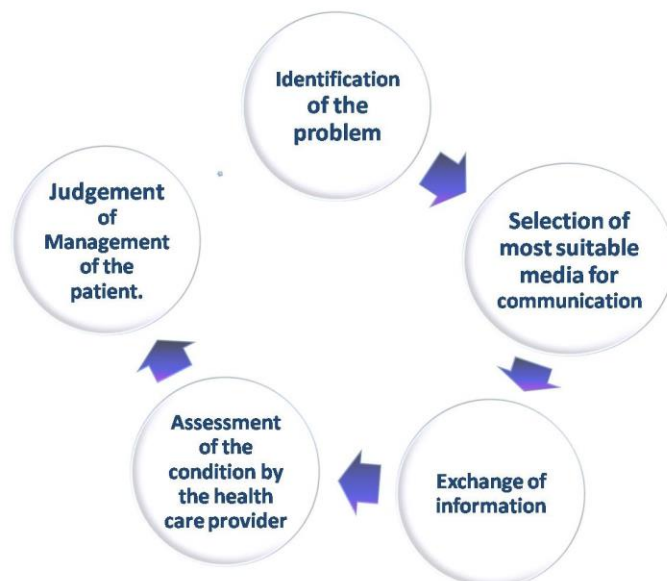 Identification
of the
problem
Selection of
most suitable
media for
communication
Exchange of
information
Assessment
of the
condition by
the health
care provider
Judgement
of
Management
of the
patient.